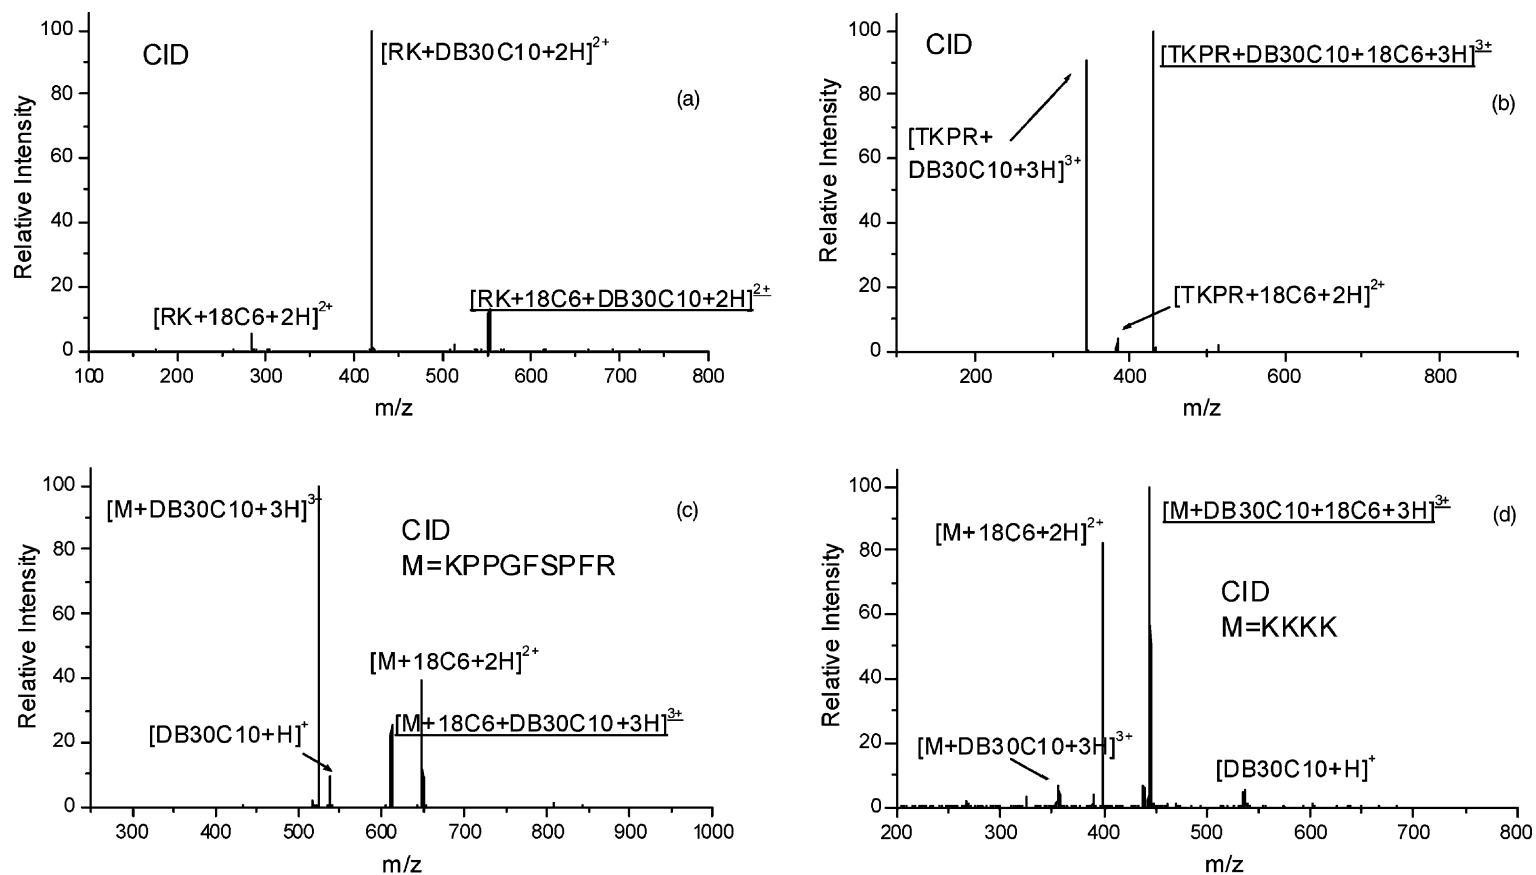 CID
[RK+DB30C10+2H]2+
(a)
[RK+18C6+2H]2+
[RK+18C6+DB30C10+2H]2+
Relative Intensity
100
80
60
40
20
0
100 200 300 400 500 600 700 800
m/z
CID
[TKPR+DB30C10+18C6+3H]3+
(b)
[TKPR+
DB30C10+3H]3+
[TKPR+18C6+2H]2+
Relative Intensity
100
80
60
40
20
0
200 400 600 800
m/z
[M+DB30C10+3H]3+
(c)
CID
M=KPPGFSPFR
[M+18C6+2H]2+
[DB30C10+H]+
[M+18C6+DB30C10+3H]3+
Relative Intensity
100
80
60
40
20
0
300 400 500 600 700 800 900 1000
m/z
[M+DB30C10+18C6+3H]3+
(d)
[M+18C6+2H]2+
CID
M=KKKK
[M+DB30C10+3H]3+
[DB30C10+H]+
Relative Intensity
100
80
60
40
20
0
200 300 400 500 600 700 800
m/z